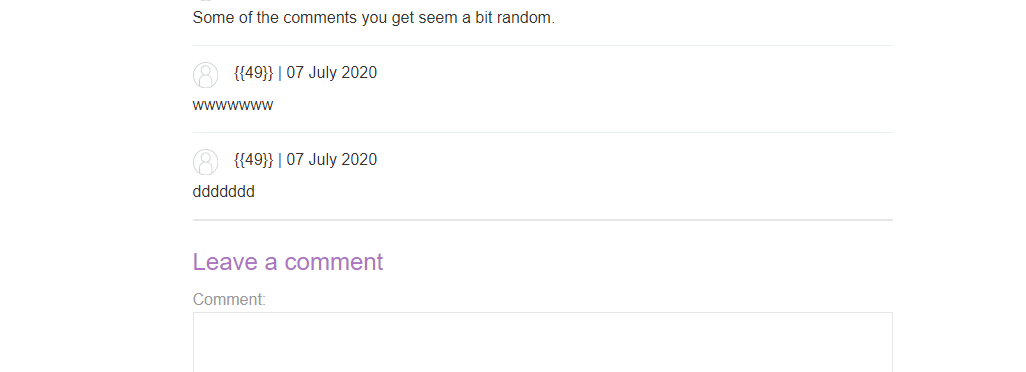 Some of the comments you get seem a bit random.
{{49}} | 07 July 2020
wwwwwww
{{49}} | 07 July 2020
ddddddd
Leave a comment
Comment: